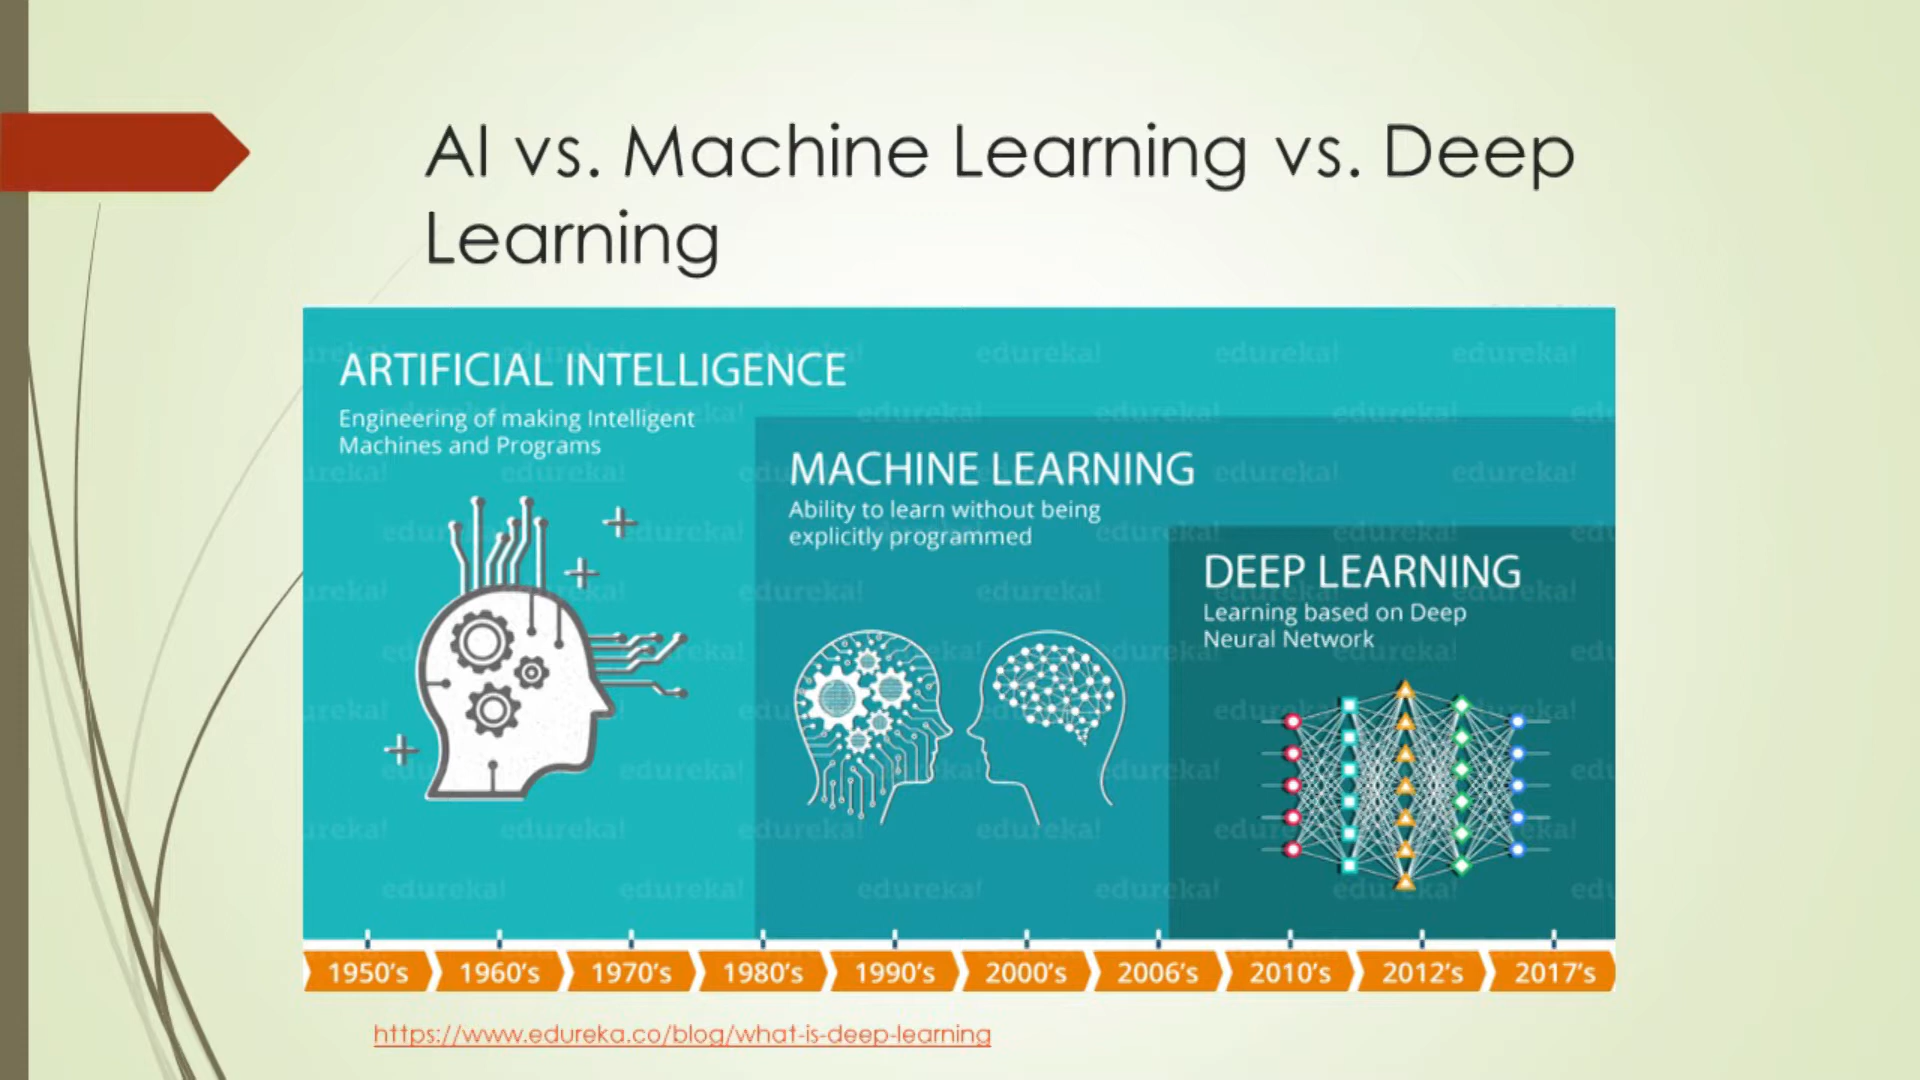 AI vs. Machine Learning vs. Deep
Learning
ARTIFICIAL INTELLIGENCE
Engineering of making Intelligent
Machines and Programs
MACHINE LEARNING
Ability to learn without being
explicitly programmed
DEEP LEARNING
Learning based on Deep
Neural Network
edureka!
1950's 1960's 1970's 1980's 1990's 2000's 2006's 2010's 2012's 2017's
https://www.edureka.co/blog/what-is-deep-learning